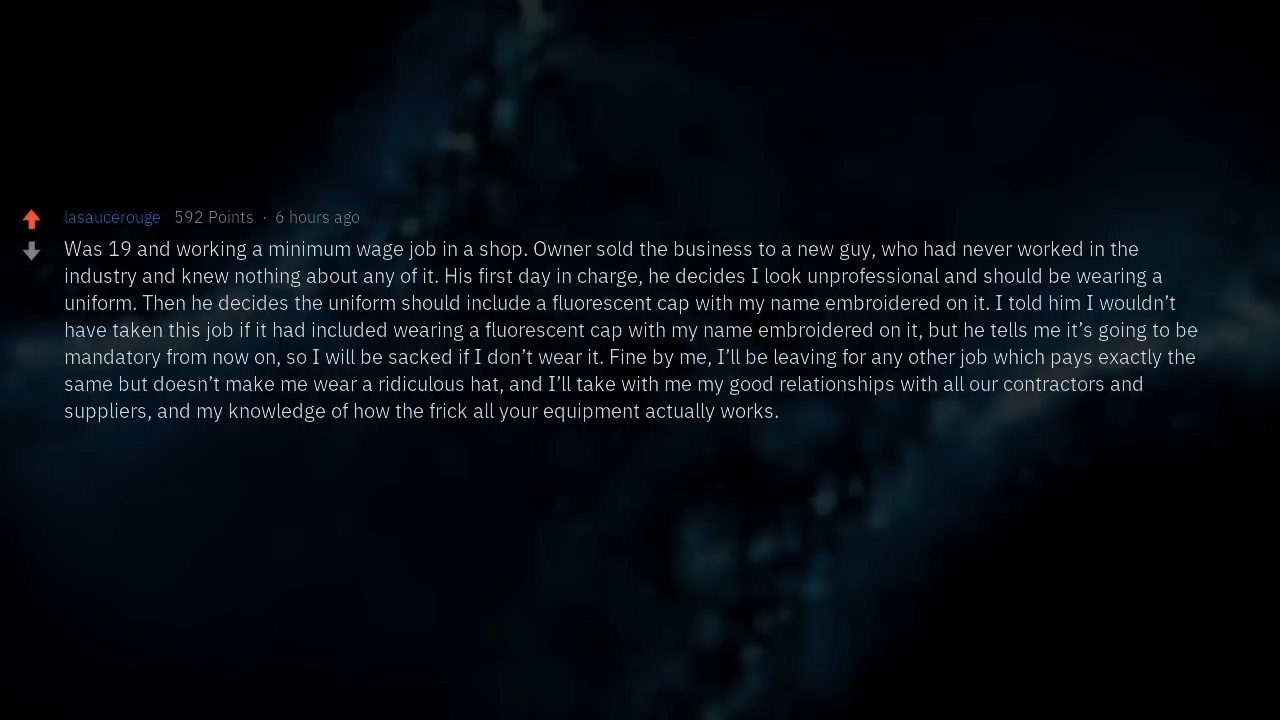 lasaucerouge 592 Points · 6 hours ago
Was 19 and working a minimum wage job in a shop. Owner sold the business to a new guy, who had never worked in the
industry and knew nothing about any of it. His first day in charge, he decides I look unprofessional and should be wearing a
uniform. Then he decides the uniform should include a fluorescent cap with my name embroidered on it. I told him I wouldn’t
have taken this job if it had included wearing a fluorescent cap with my name embroidered on it, but he tells me it’s going to be
mandatory from now on, so I will be sacked if I don’t wear it. Fine by me, I’ll be leaving for any other job which pays exactly the
same but doesn’t make me wear a ridiculous hat, and I’ll take with me my good relationships with all our contractors and
suppliers, and my knowledge of how the frick all your equipment actually works.